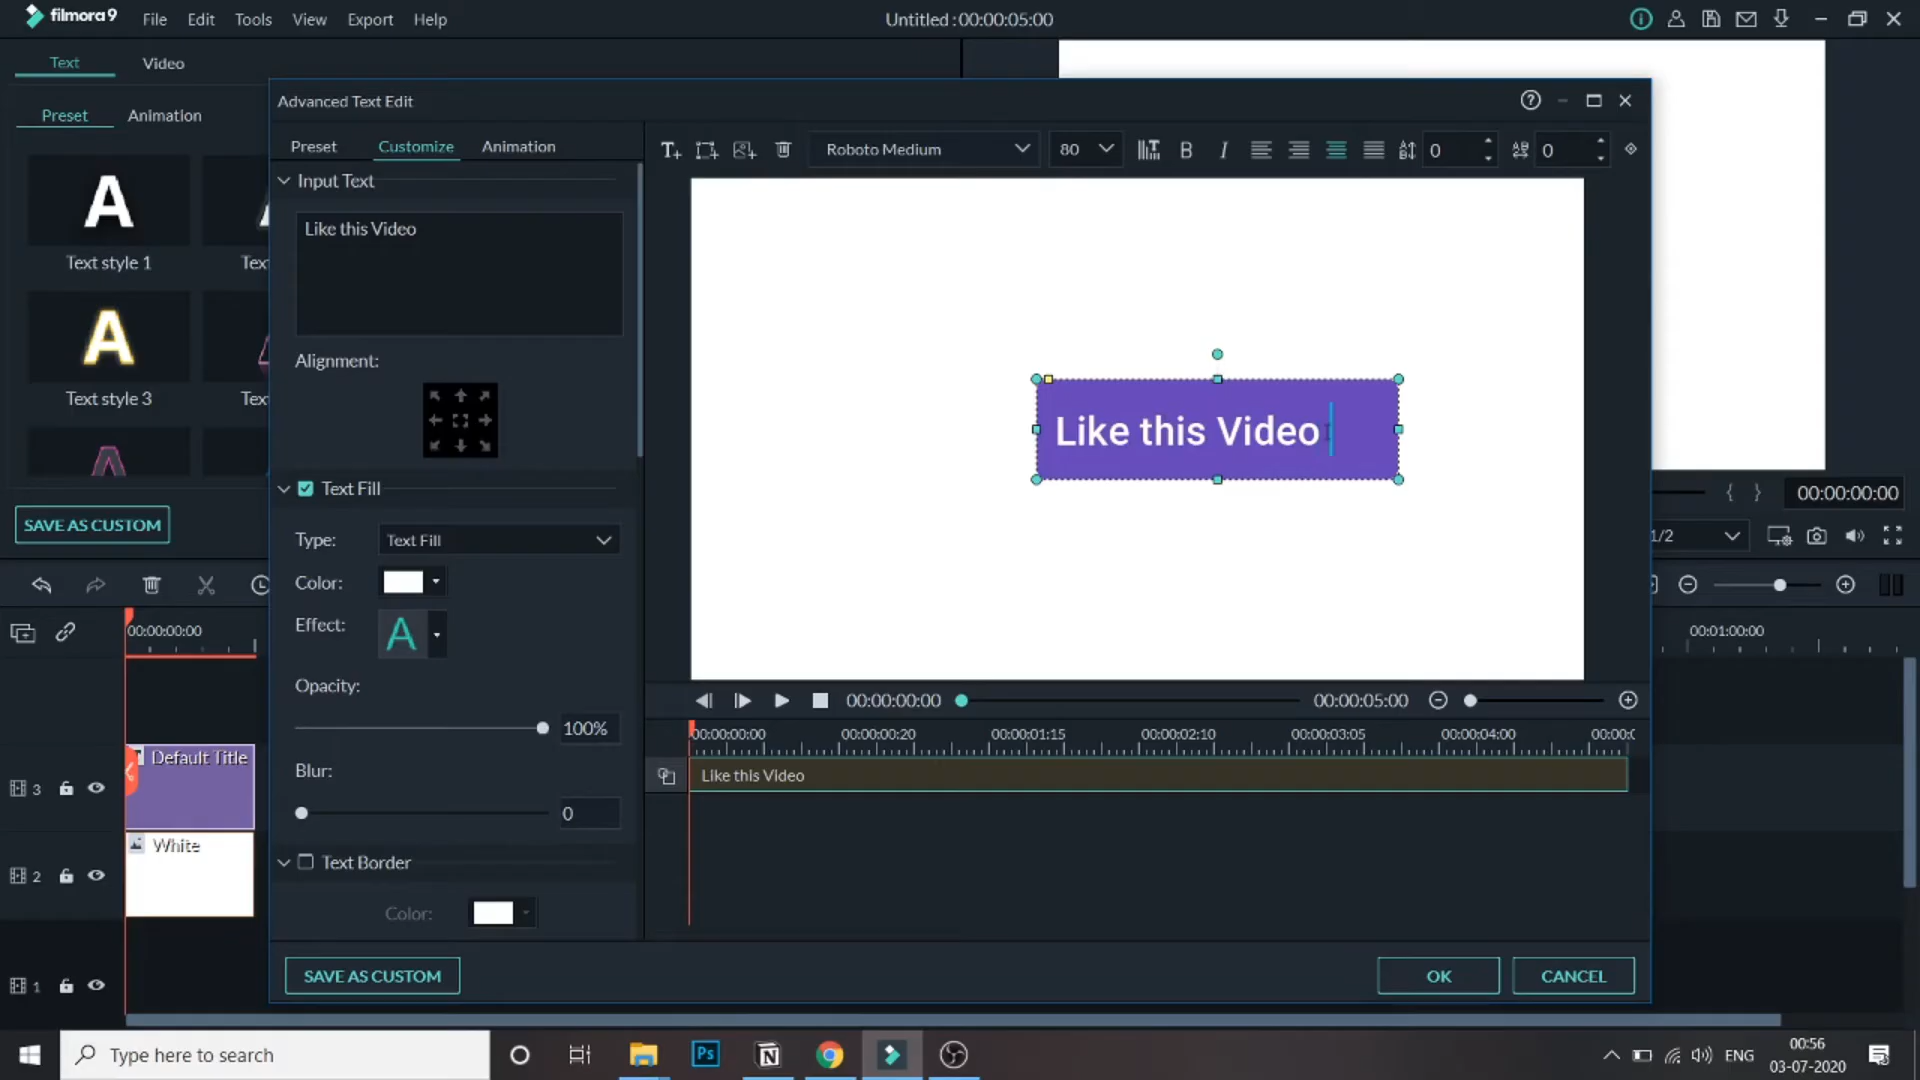 filmora9 File Edit Tools View Export Help Untitled : 00:00:05:00
Text Video
Advanced Text Edit
Preset Animation
Preset Customize Animation
Roboto Medium 80 B I 0 0
Input Text
Like this Video
Text style 1
Alignment:
Text style 3
Like this Video
Text Fill
SAVE AS CUSTOM
Type: Text Fill
Color:
Effect: A
Opacity:
100%
Blur:
0
Text Border
Color:
{ } 00:00:00:00
1/2
00:00:00:00 00:00:05:00
00:00:00:00 00:00:00:20 00:00:01:15 00:00:02:10 00:00:03:05 00:00:04:00
Like this Video
00:00:00:00 00:01:00:00
Default Title
3
White
2
1
SAVE AS CUSTOM OK CANCEL
Type here to search Ps N ENG 00:56
03-07-2020